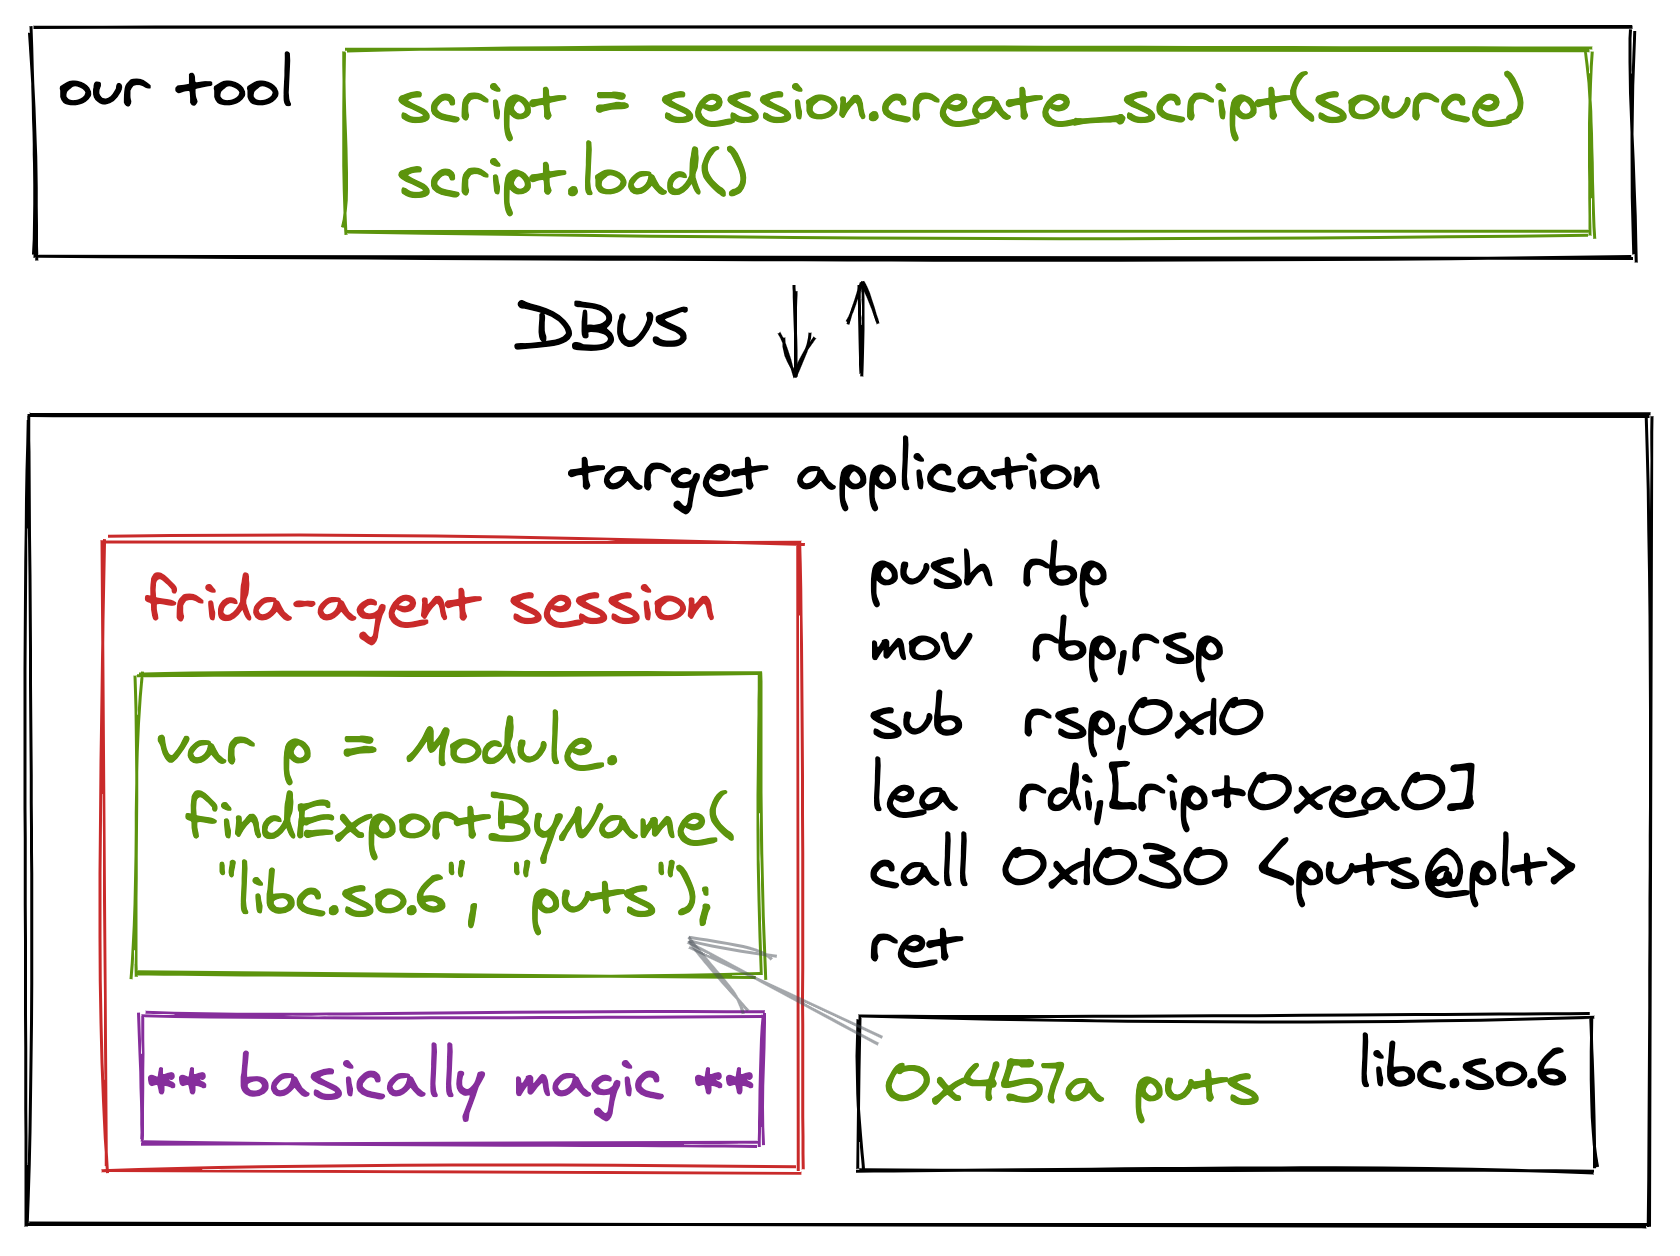 our tool
script = session.create_script(source)
script.load()
DBUS
target application
frida-agent session
var p = Module.
findExportByName(
"libc.so.6", "puts");
** basically magic **
push rbp
mov rbp,rsp
sub rsp,0x10
lea rdi,[rip+0xea0]
call 0x1030 <puts@plt>
ret
0x457a puts
libc.so.6